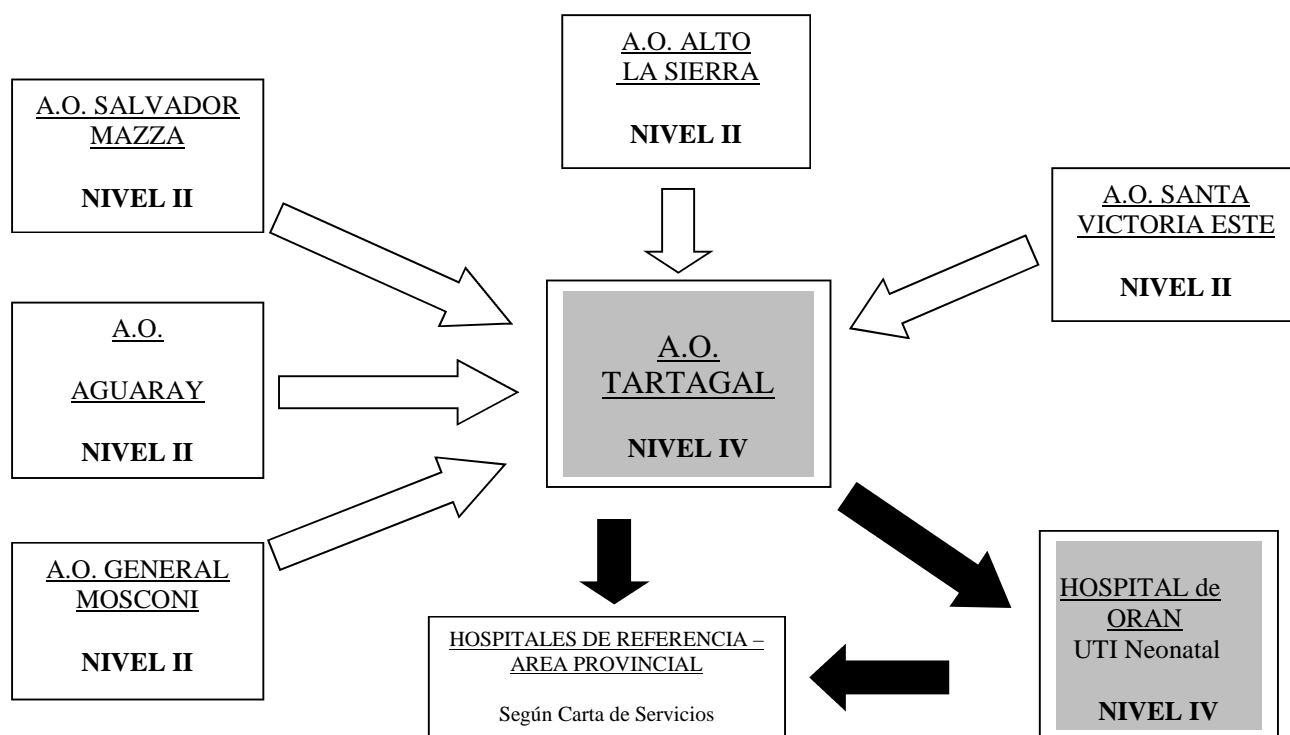 A.O. ALTO
LA SIERRA
NIVEL II
A.O. SALVADOR
MAZZA
NIVEL II
A.O. SANTA
VICTORIA ESTE
NIVEL II
A.O.
AGUARAY
NIVEL II
A.O.
TARTAGAL
NIVEL IV
A.O. GENERAL
MOSCONI
NIVEL II
HOSPITALES DE REFERENCIA –
AREA PROVINCIAL
Según Carta de Servicios
HOSPITAL de
ORAN
UTI Neonatal
NIVEL IV